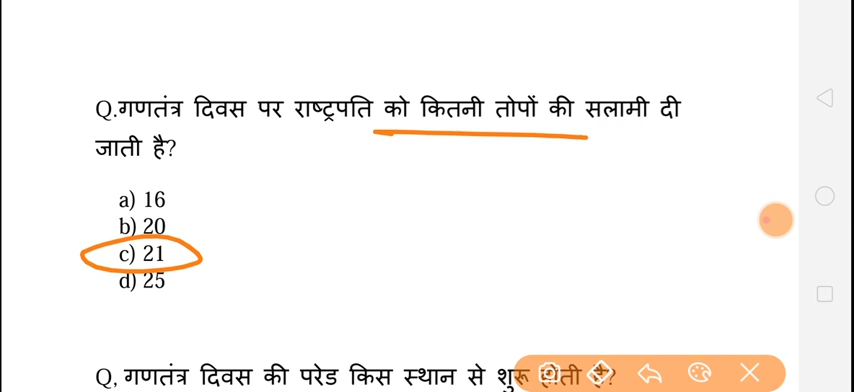 Q.गणतंत्र दिवस पर राष्ट्रपति को कितनी तोपों की सलामी दी
जाती है?
a) 16
b) 20
c) 21
d) 25
Q, गणतंत्र दिवस की परेड किस स्थान से शुरू होती है?